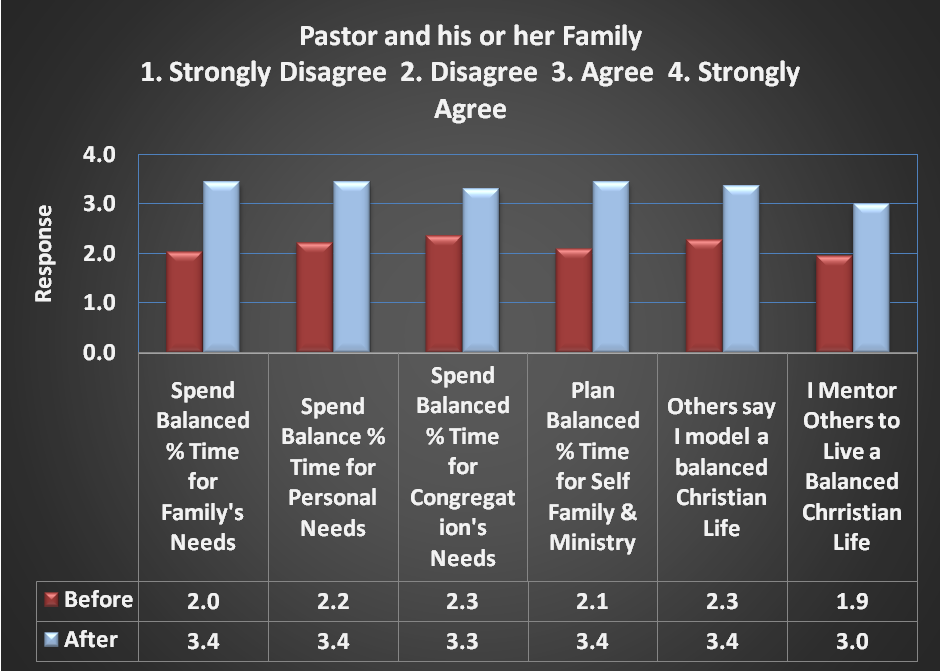 Pastor and his or her Family
1. Strongly Disagree  2. Disagree  3. Agree  4. Strongly
Agree
4.0
3.0
2.0
1.0
0.0
Response
Spend
Balanced
% Time
for
Family's
Needs
Spend
Balance %
Time for
Personal
Needs
Spend
Balanced
% Time
for
Congregat
ion's
Needs
Plan
Balanced
% Time
for Self
Family &
Ministry
Others say
I model a
balanced
Christian
Life
I Mentor
Others to
Live a
Balanced
Chrristian
Life
Before 2.0 2.2 2.3 2.1 2.3 1.9
After 3.4 3.4 3.3 3.4 3.4 3.0